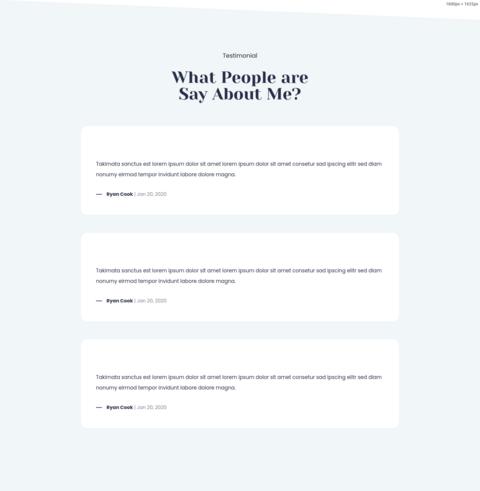 Testimonial
What People are
Say About Me?
Takimata sanctus est lorem ipsum dolor sit amet lorem ipsum dolor sit amet consetur sad ipscing elitr sed diam
nonumy eirmod tempor invidunt labore dolore magna.
— Ryan Cook | Jan 20, 2020
Takimata sanctus est lorem ipsum dolor sit amet lorem ipsum dolor sit amet consetur sad ipscing elitr sed diam
nonumy eirmod tempor invidunt labore dolore magna.
— Ryan Cook | Jan 20, 2020
Takimata sanctus est lorem ipsum dolor sit amet lorem ipsum dolor sit amet consetur sad ipscing elitr sed diam
nonumy eirmod tempor invidunt labore dolore magna.
— Ryan Cook | Jan 20, 2020